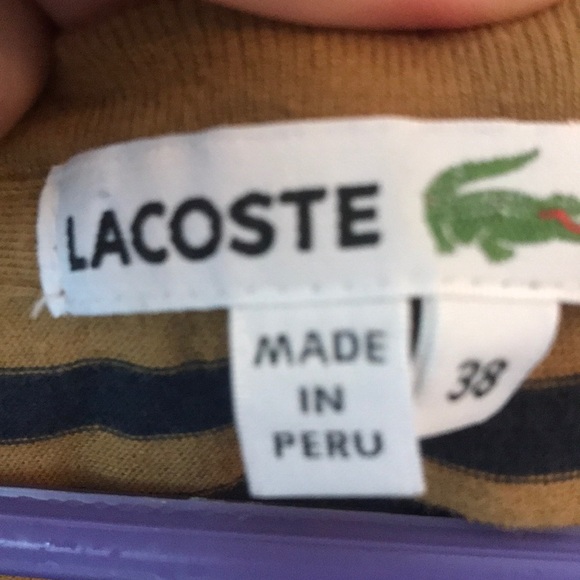 LACOSTE
MADE
IN
PERU
38